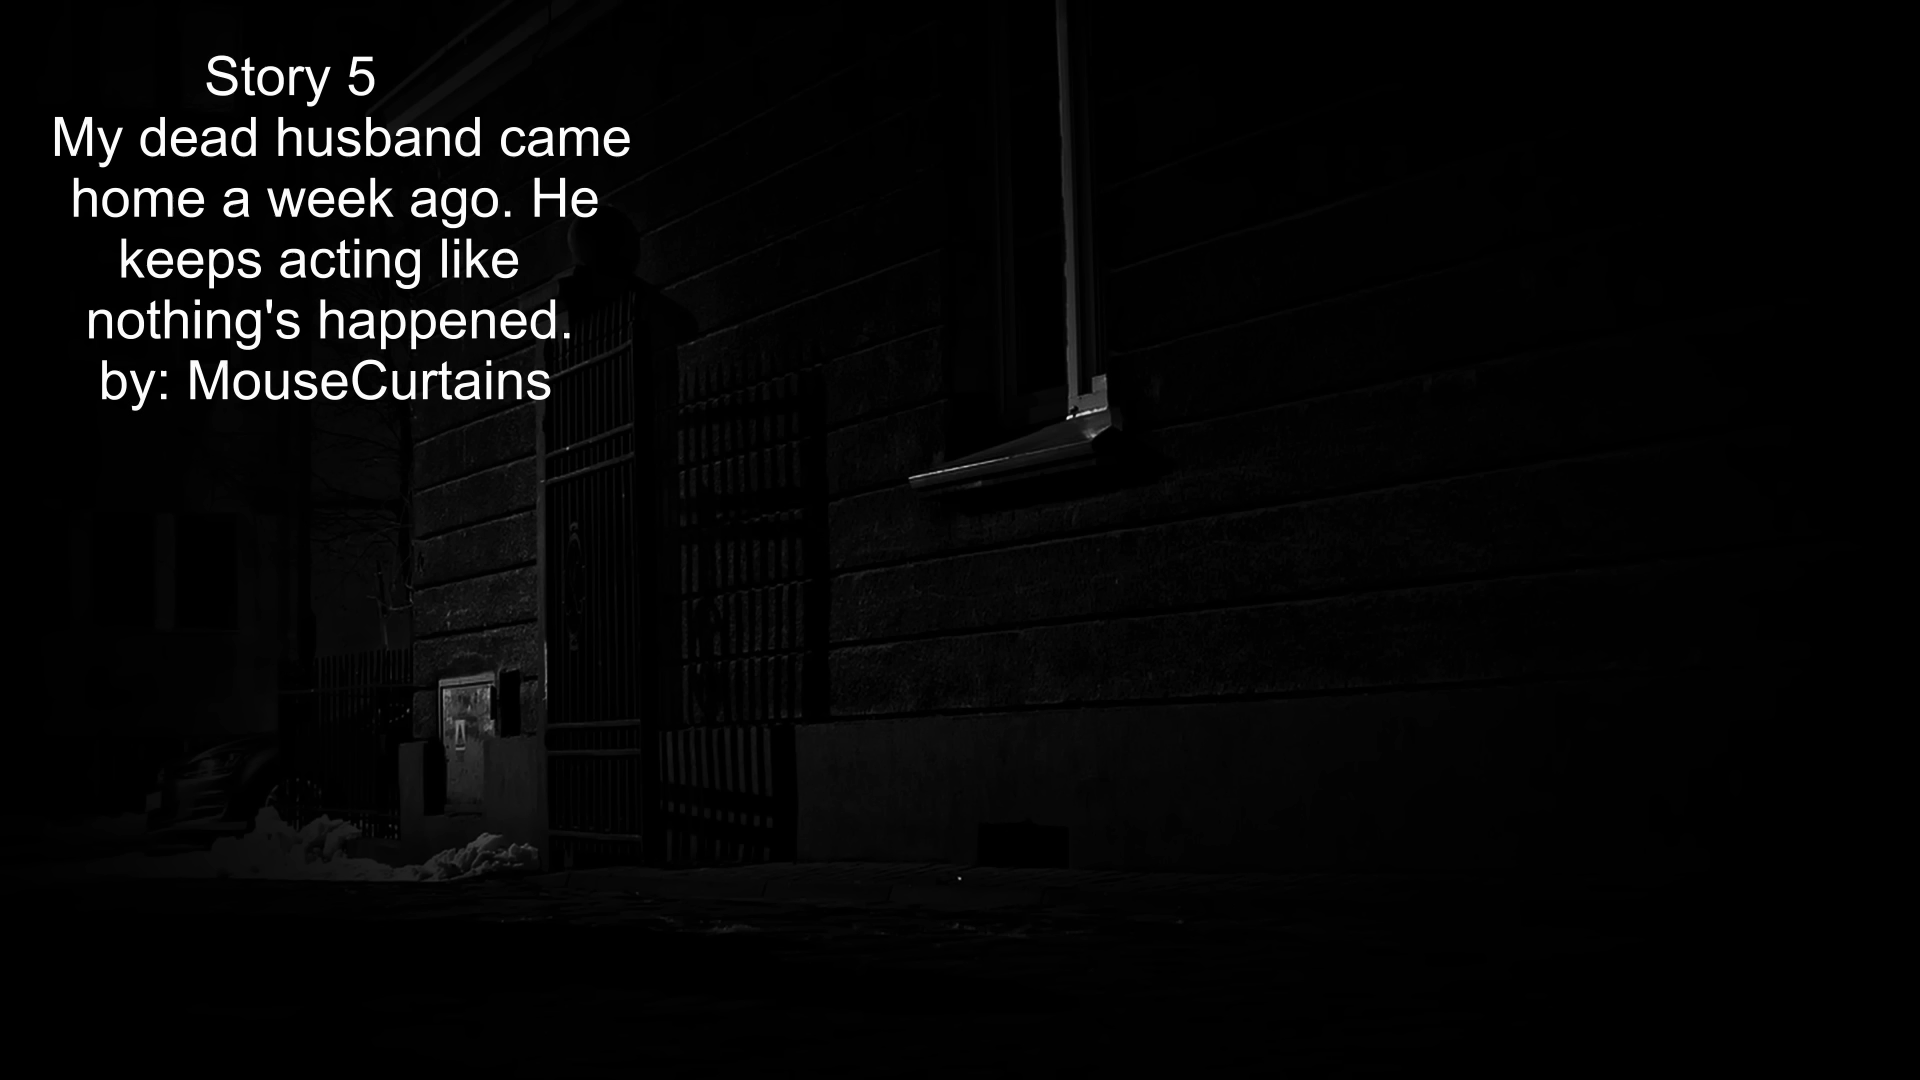 Story 5
My dead husband came
home a week ago. He
keeps acting like
nothing's happened.
by: MouseCurtains